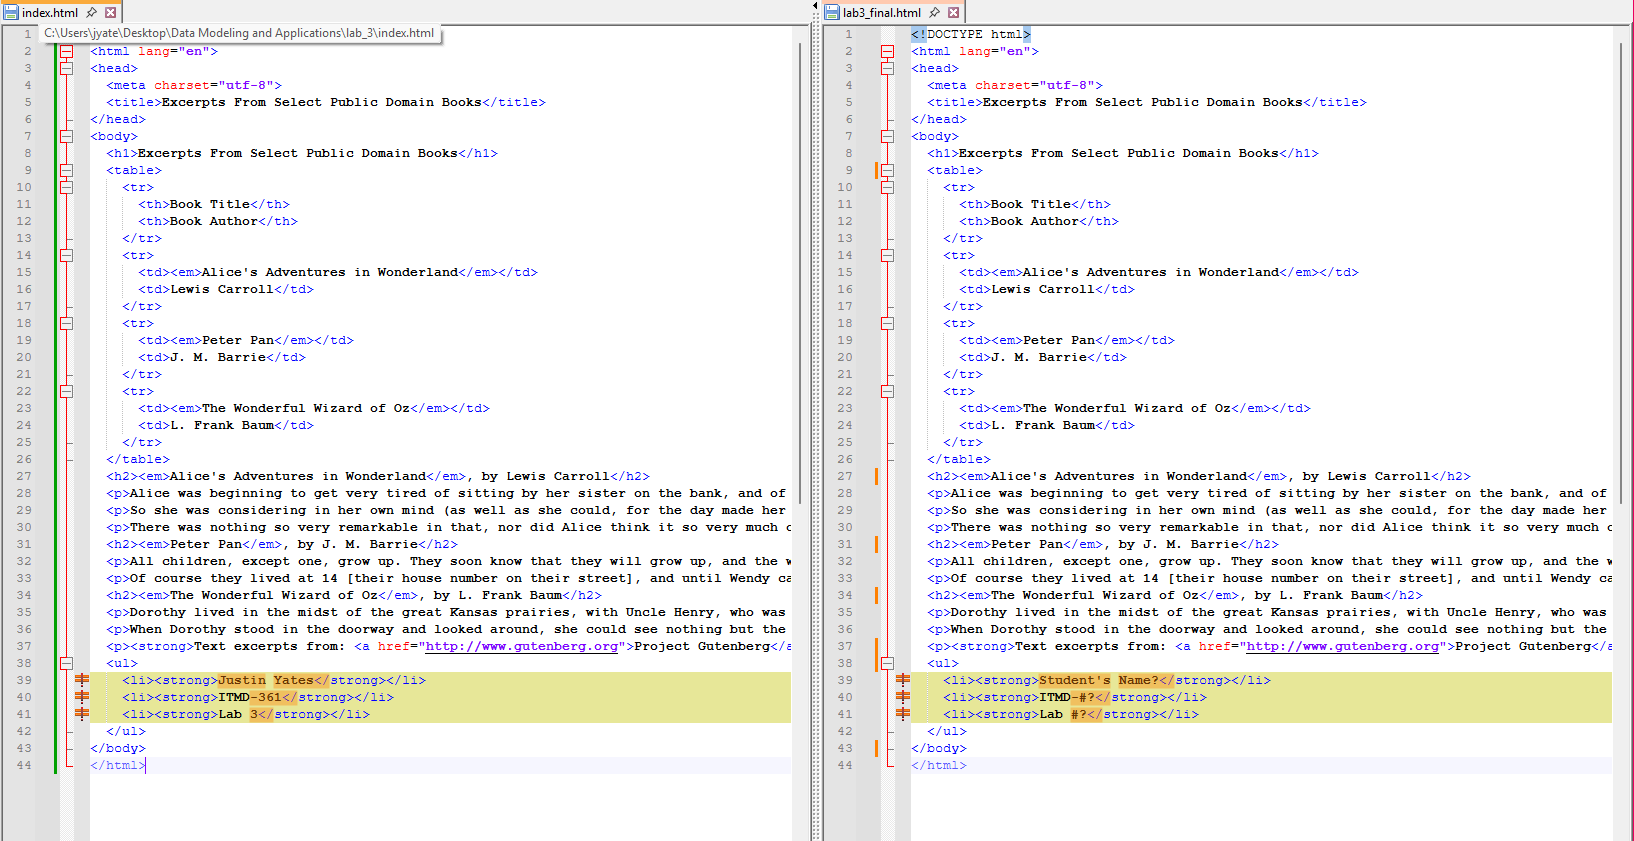 index.html
C:\Users\jyate\Desktop\Data Modeling and Applications\lab_3\index.html
1
2 <html lang="en">
3 <head>
4 <meta charset="utf-8">
5 <title>Excerpts From Select Public Domain Books</title>
6 </head>
7 <body>
8 <h1>Excerpts From Select Public Domain Books</h1>
9 <table>
10 <tr>
11 <th>Book Title</th>
12 <th>Book Author</th>
13 </tr>
14 <tr>
15 <td><em>Alice's Adventures in Wonderland</em></td>
16 <td>Lewis Carroll</td>
17 </tr>
18 <tr>
19 <td><em>Peter Pan</em></td>
20 <td>J. M. Barrie</td>
21 </tr>
22 <tr>
23 <td><em>The Wonderful Wizard of Oz</em></td>
24 <td>L. Frank Baum</td>
25 </tr>
26 </table>
27 <h2><em>Alice's Adventures in Wonderland</em>, by Lewis Carroll</h2>
28 <p>Alice was beginning to get very tired of sitting by her sister on the bank, and of
29 <p>So she was considering in her own mind (as well as she could, for the day made her
30 <p>There was nothing so very remarkable in that, nor did Alice think it so very much
31 <h2><em>Peter Pan</em>, by J. M. Barrie</h2>
32 <p>All children, except one, grow up. They soon know that they will grow up, and the
33 <p>Of course they lived at 14 [their house number on their street], and until Wendy ca
34 <h2><em>The Wonderful Wizard of Oz</em>, by L. Frank Baum</h2>
35 <p>Dorothy lived in the midst of the great Kansas prairies, with Uncle Henry, who was
36 <p>When Dorothy stood in the doorway and looked around, she could see nothing but the
37 <p><strong>Text excerpts from: <a href="http://www.gutenberg.org">Project Gutenberg</a
38 <ul>
39 <li><strong>Justin Yates</strong></li>
40 <li><strong>ITMD-361</strong></li>
41 <li><strong>Lab 3</strong></li>
42 </ul>
43 </body>
44 </html>
lab3_final.html
1 <!DOCTYPE html>
2 <html lang="en">
3 <head>
4 <meta charset="utf-8">
5 <title>Excerpts From Select Public Domain Books</title>
6 </head>
7 <body>
8 <h1>Excerpts From Select Public Domain Books</h1>
9 <table>
10 <tr>
11 <th>Book Title</th>
12 <th>Book Author</th>
13 </tr>
14 <tr>
15 <td><em>Alice's Adventures in Wonderland</em></td>
16 <td>Lewis Carroll</td>
17 </tr>
18 <tr>
19 <td><em>Peter Pan</em></td>
20 <td>J. M. Barrie</td>
21 </tr>
22 <tr>
23 <td><em>The Wonderful Wizard of Oz</em></td>
24 <td>L. Frank Baum</td>
25 </tr>
26 </table>
27 <h2><em>Alice's Adventures in Wonderland</em>, by Lewis Carroll</h2>
28 <p>Alice was beginning to get very tired of sitting by her sister on the bank, and of
29 <p>So she was considering in her own mind (as well as she could, for the day made her
30 <p>There was nothing so very remarkable in that, nor did Alice think it so very much
31 <h2><em>Peter Pan</em>, by J. M. Barrie</h2>
32 <p>All children, except one, grow up. They soon know that they will grow up, and the
33 <p>Of course they lived at 14 [their house number on their street], and until Wendy ca
34 <h2><em>The Wonderful Wizard of Oz</em>, by L. Frank Baum</h2>
35 <p>Dorothy lived in the midst of the great Kansas prairies, with Uncle Henry, who was
36 <p>When Dorothy stood in the doorway and looked around, she could see nothing but the
37 <p><strong>Text excerpts from: <a href="http://www.gutenberg.org">Project Gutenberg</a
38 <ul>
39 <li><strong>Student's Name?</strong></li>
40 <li><strong>ITMD-#?</strong></li>
41 <li><strong>Lab #?</strong></li>
42 </ul>
43 </body>
44 </html>